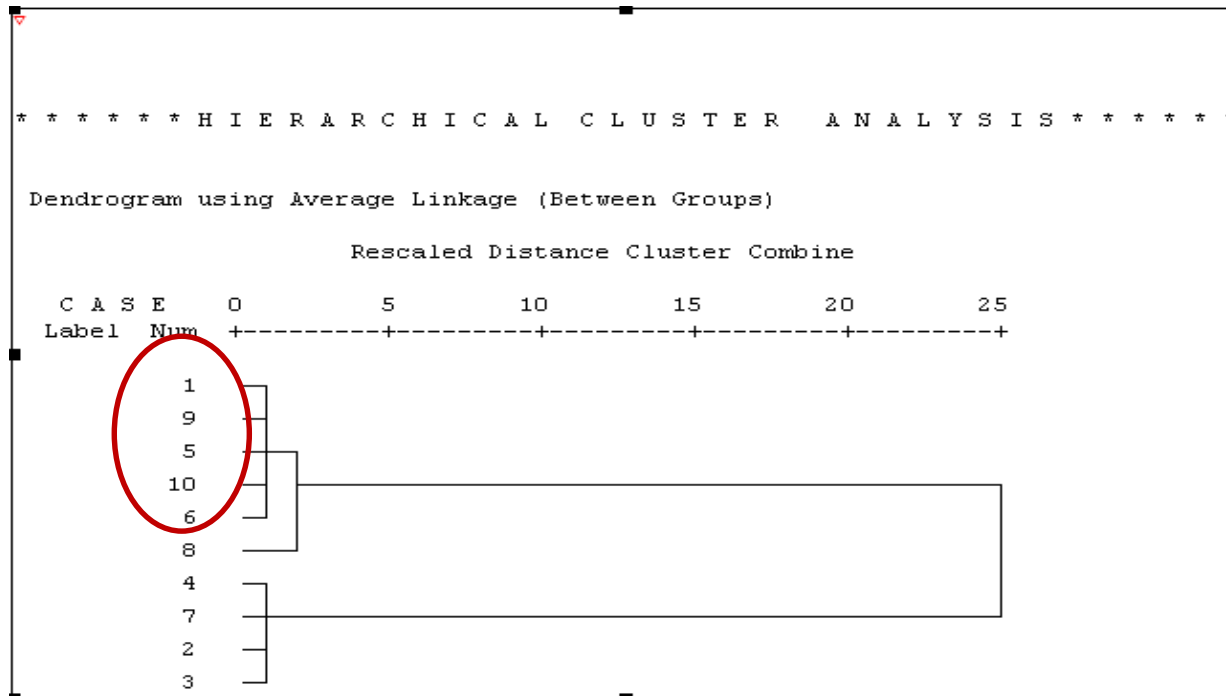 * * * * * * H I E R A R C H I C A L C L U S T E R A N A L Y S I S * * * * * *
Dendrogram using Average Linkage (Between Groups)
Rescaled Distance Cluster Combine
C A S E 0 5 10 15 20 25
Label Num +---------+---------+---------+---------+---------+
1
9
5
10
6
8
4
7
2
3